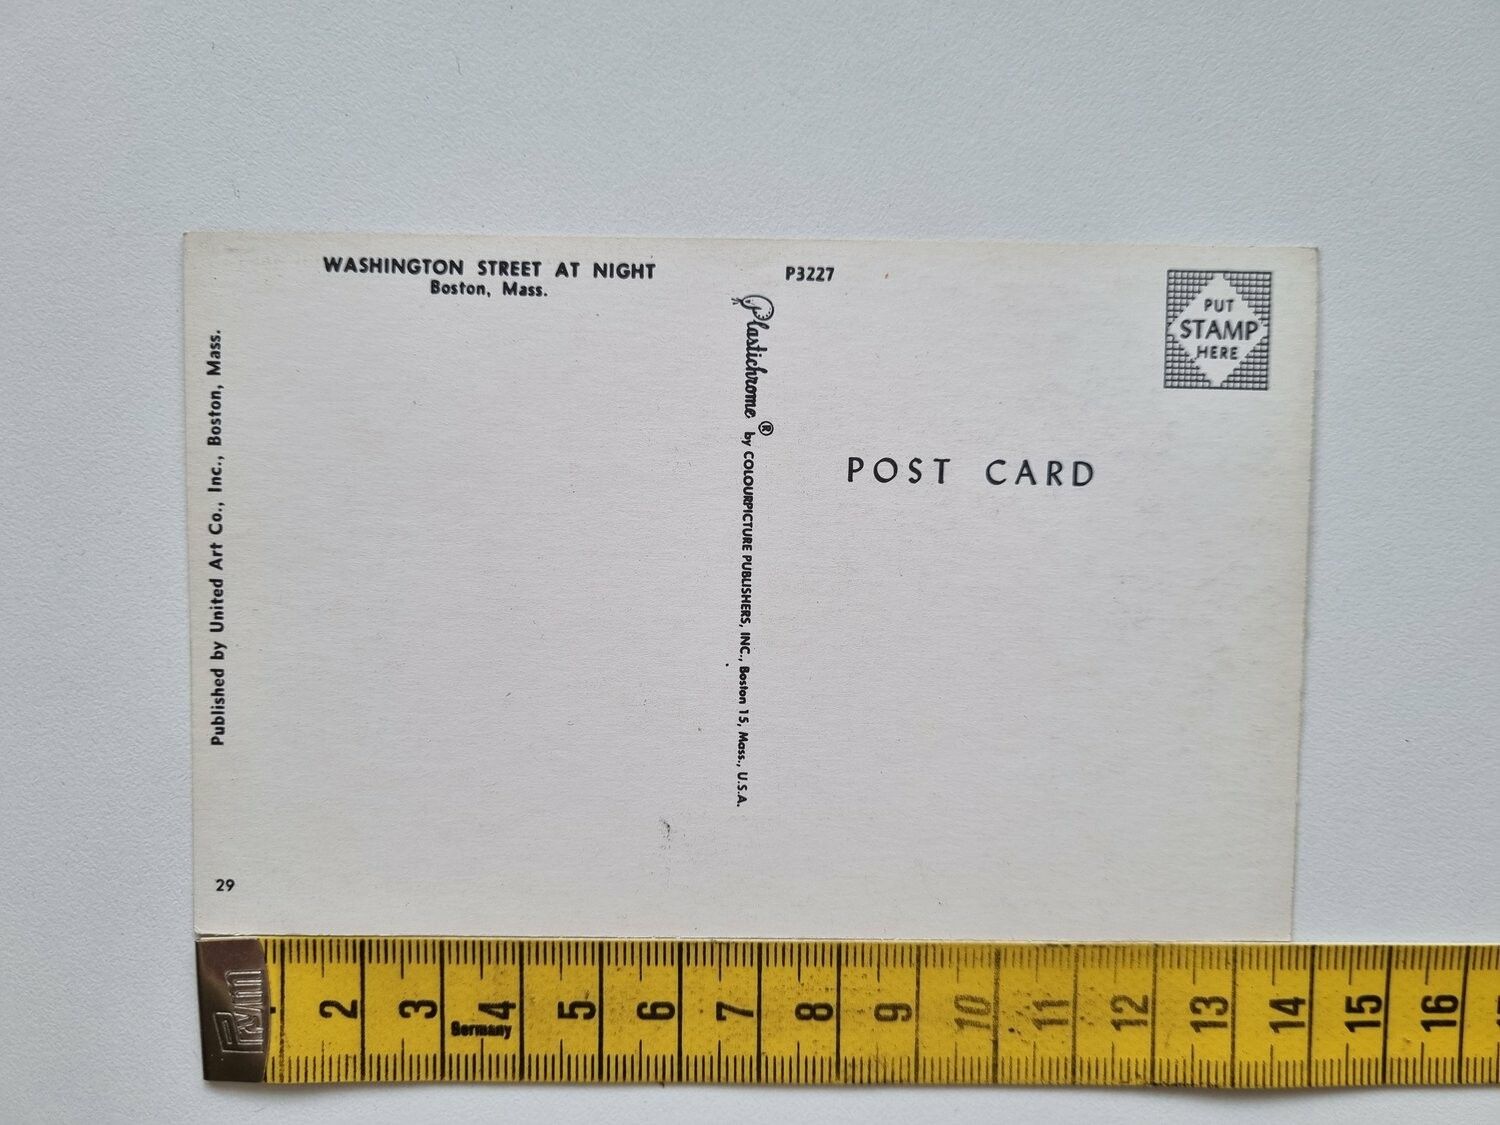 WASHINGTON STREET AT NIGHT
Boston, Mass.
P3227
PUT
STAMP
HERE
Published by United Art Co., Inc., Boston, Mass.
Plastichrome ® by COLOURPICTURE PUBLISHERS, INC., Boston 15, Mass., U.S.A.
POST CARD
29
Prym
2 3 4 5 6 7 8 9 10 11 12 13 14 15 16
Germany